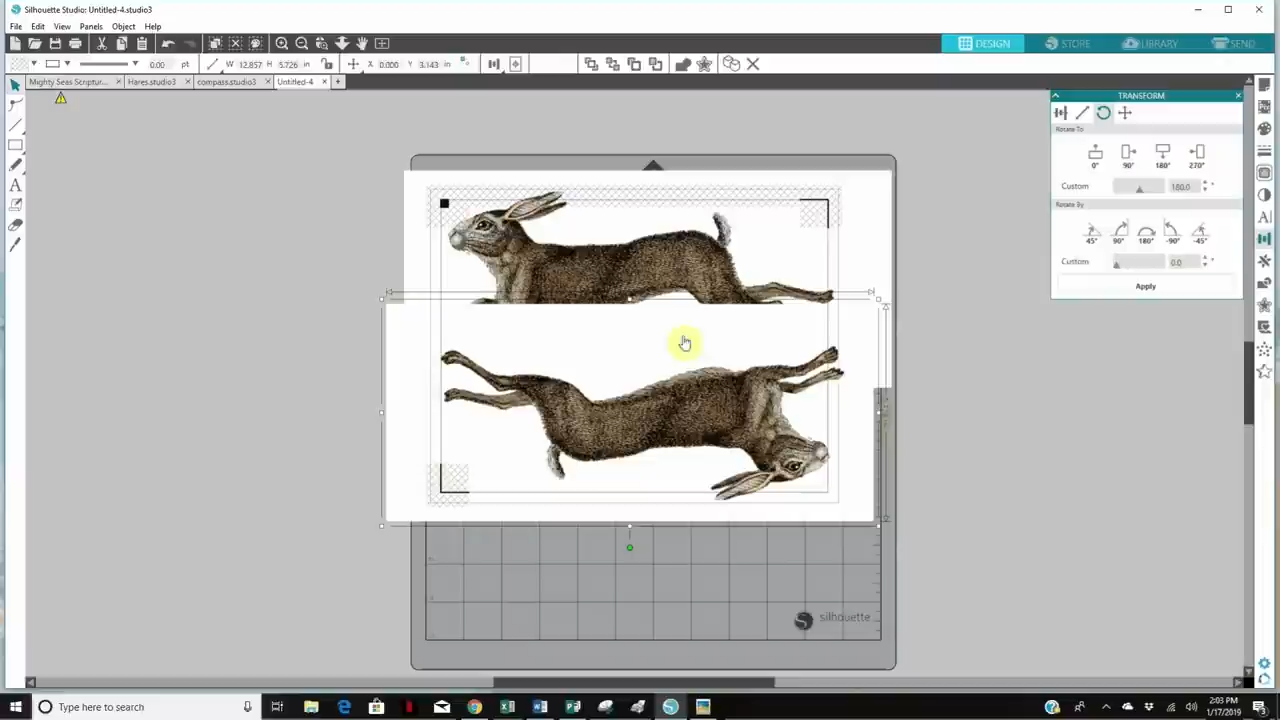 Silhouette Studio: Untitled-4.studio3
File Edit View Panels Object Help
DESIGN STORE LIBRARY SEND
0.00 pt W 12.857 H 5.726 in X 0.000 Y 3.143 in
Mighty Seas Scriptur... Hares.studio3 compass.studio3 Untitled-4
TRANSFORM
Rotate To
0° 90° 180° 270°
Custom 180.0 °
Rotate By
45° 90° 180° -90° -45°
Custom 0.0 °
Apply
silhouette
Type here to search
2:03 PM
1/17/2019